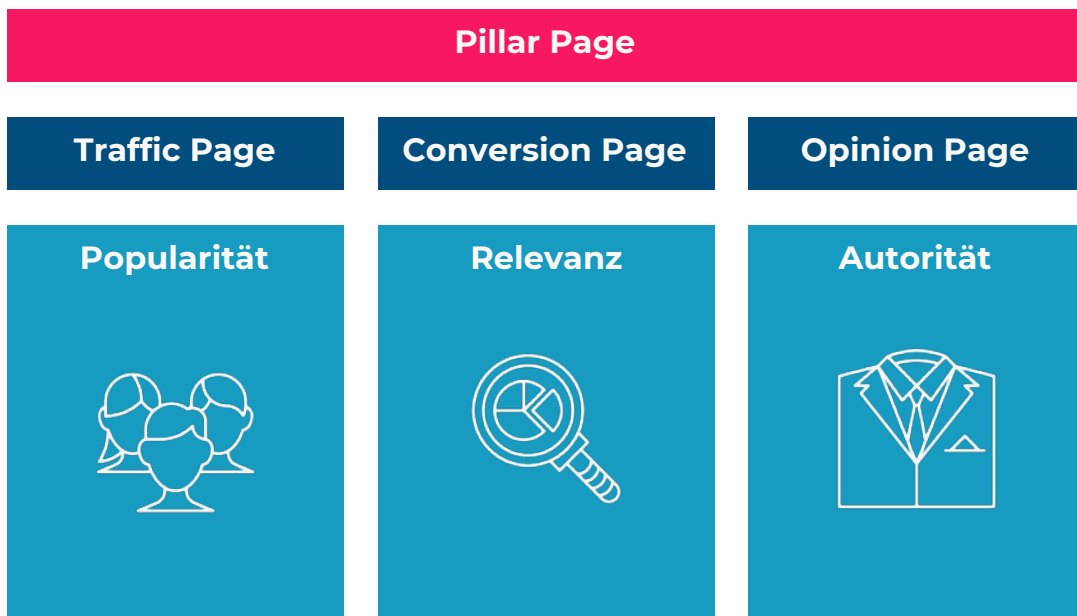 Pillar Page
Traffic Page
Conversion Page
Opinion Page
Popularität
Relevanz
Autorität